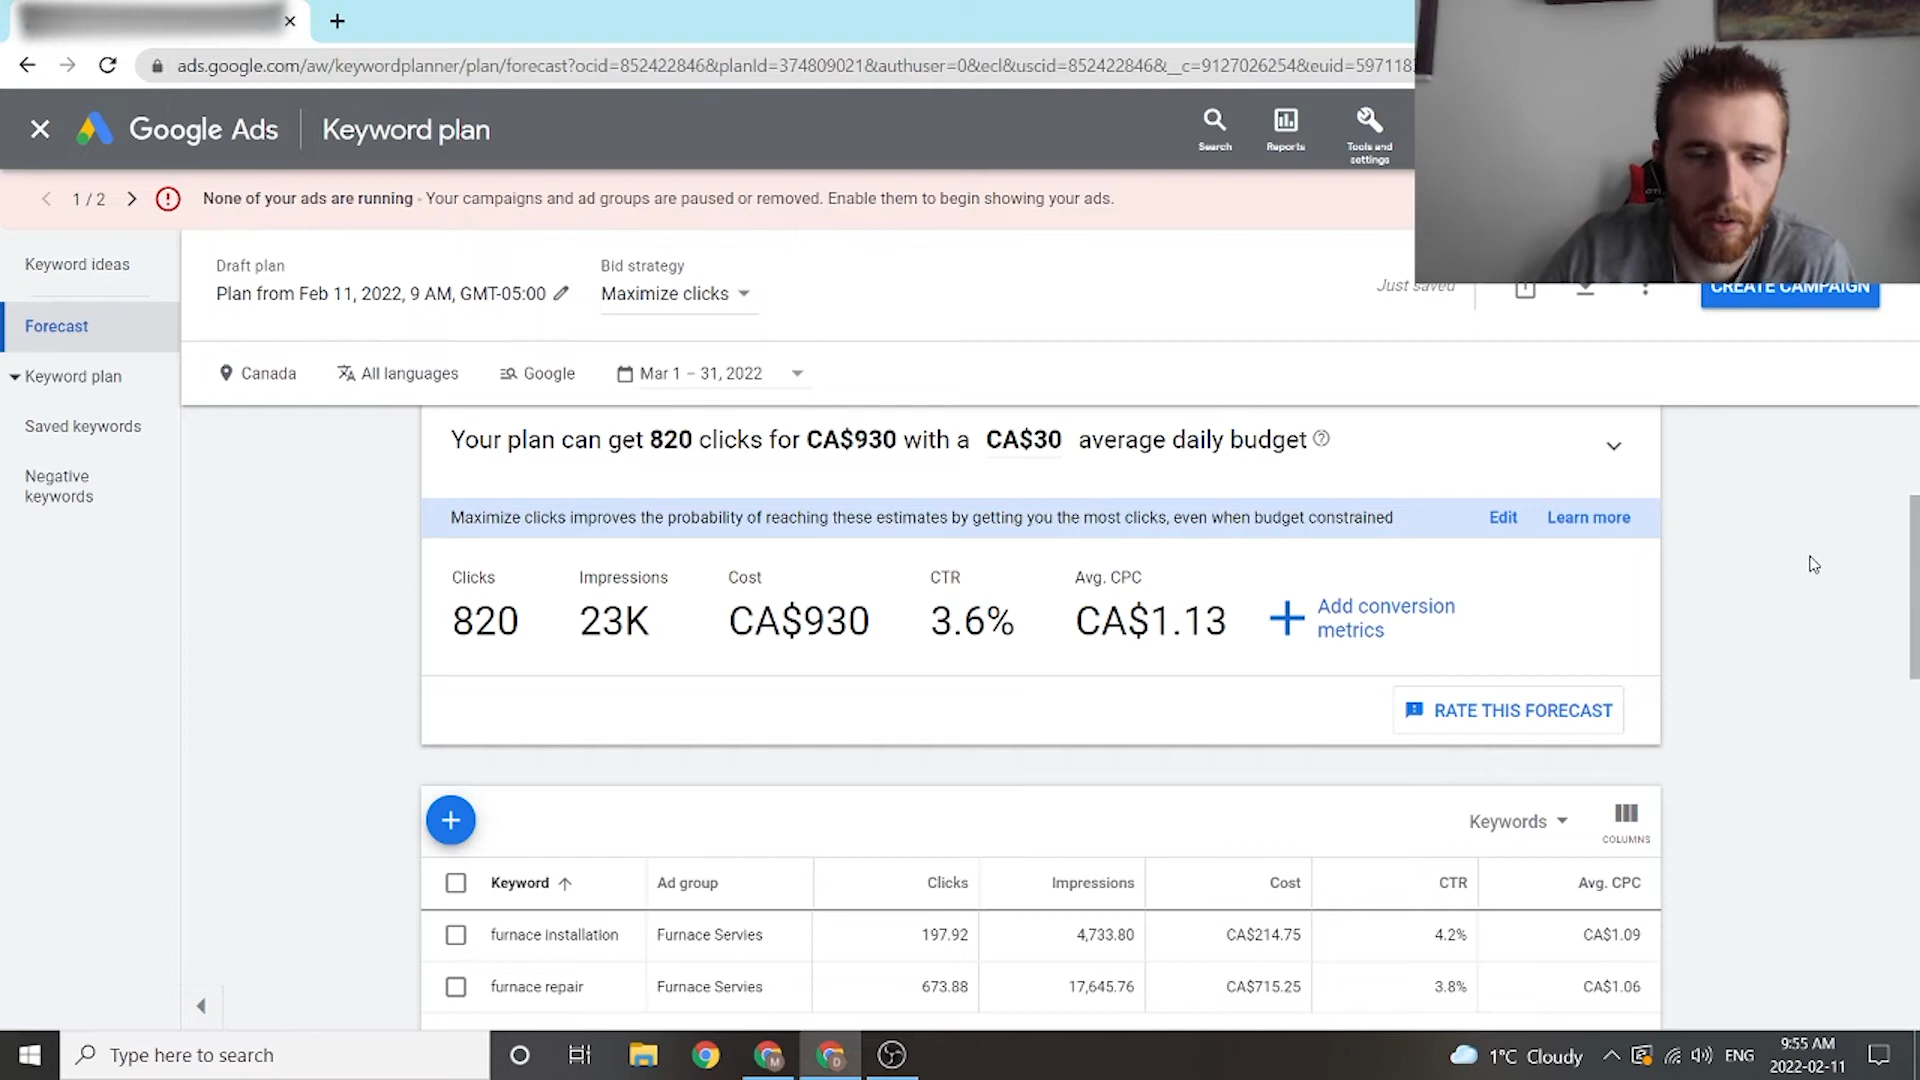 ads.google.com/aw/keywordplanner/plan/forecast?ocid=852422846&planId=374809021&authuser=0&ecl&uscid=852422846&__c=9127026254&euid=597118
Google Ads
Keyword plan
Search
Reports
Tools and
settings
1 / 2
None of your ads are running - Your campaigns and ad groups are paused or removed. Enable them to begin showing your ads.
Keyword ideas
Forecast
Keyword plan
Saved keywords
Negative
keywords
Draft plan
Plan from Feb 11, 2022, 9 AM, GMT-05:00
Bid strategy
Maximize clicks
Just saved
CREATE CAMPAIGN
Canada
All languages
Google
Mar 1 – 31, 2022
Your plan can get 820 clicks for CA$930 with a CA$30 average daily budget
Maximize clicks improves the probability of reaching these estimates by getting you the most clicks, even when budget constrained
Edit
Learn more
Clicks
820
Impressions
23K
Cost
CA$930
CTR
3.6%
Avg. CPC
CA$1.13
Add conversion
metrics
RATE THIS FORECAST
Keywords
COLUMNS
Keyword Ad group Clicks Impressions Cost CTR Avg. CPC
furnace installation Furnace Servies 197.92 4,733.80 CA$214.75 4.2% CA$1.09
furnace repair Furnace Servies 673.88 17,645.76 CA$715.25 3.8% CA$1.06
Type here to search
M
D
1°C Cloudy
ENG
9:55 AM
2022-02-11